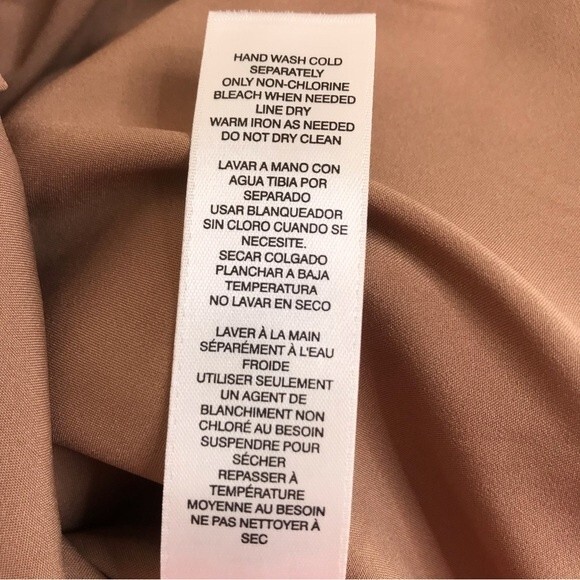 HAND WASH COLD
SEPARATELY
ONLY NON-CHLORINE
BLEACH WHEN NEEDED
LINE DRY
WARM IRON AS NEEDED
DO NOT DRY CLEAN
LAVAR A MANO CON
AGUA TIBIA POR
SEPARADO
USAR BLANQUEADOR
SIN CLORO CUANDO SE
NECESITE.
SECAR COLGADO
PLANCHAR A BAJA
TEMPERATURA
NO LAVAR EN SECO
LAVER À LA MAIN
SÉPARÉMENT À L'EAU
FROIDE
UTILISER SEULEMENT
UN AGENT DE
BLANCHIMENT NON
CHLORÉ AU BESOIN
SUSPENDRE POUR
SÉCHER
REPASSER À
TEMPÉRATURE
MOYENNE AU BESOIN
NE PAS NETTOYER À
SEC